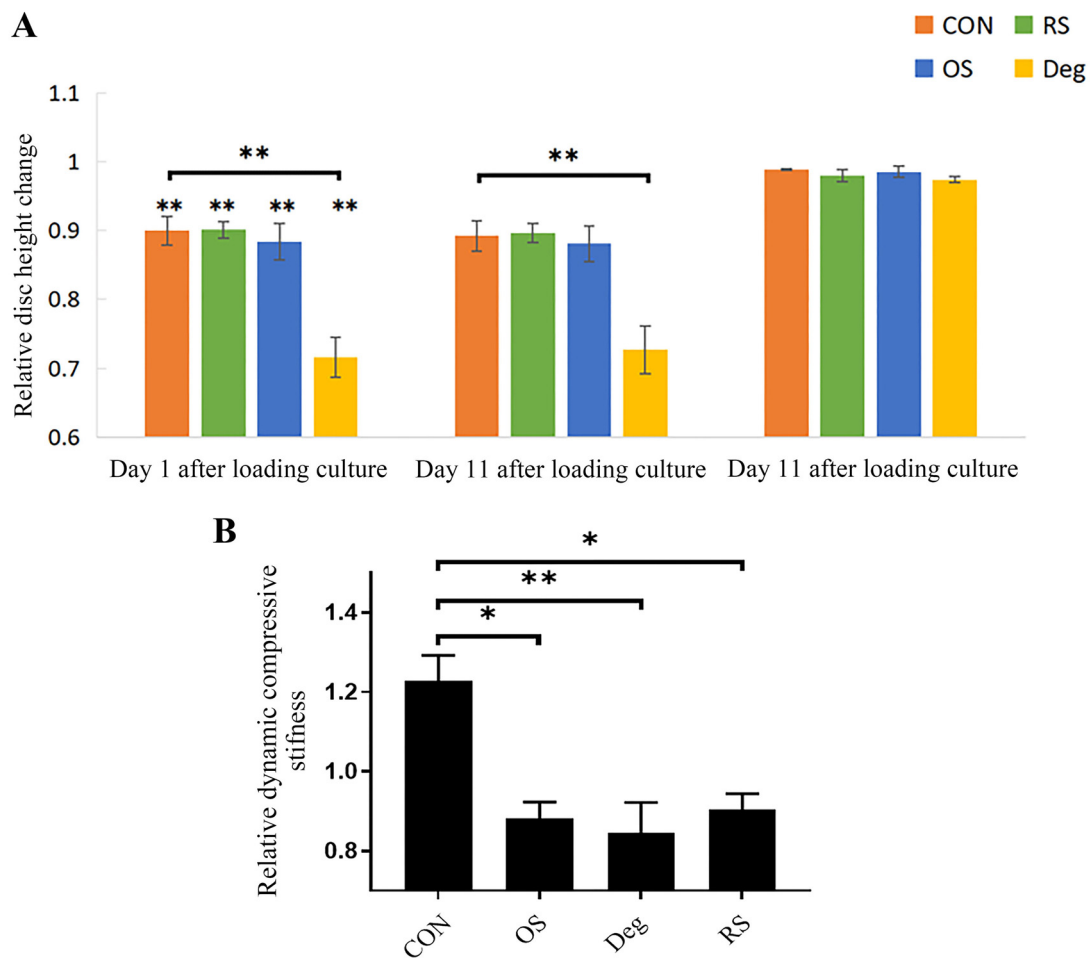 A
CON
RS
OS
Deg
Relative disc height change
1.1
1
0.9
0.8
0.7
0.6
**
** ** ** **
**
Day 1 after loading culture
Day 11 after loading culture
Day 11 after loading culture
B
Relative dynamic compressive
stifness
1.4
1.2
1.0
0.8
*
**
*
CON
OS
Deg
RS